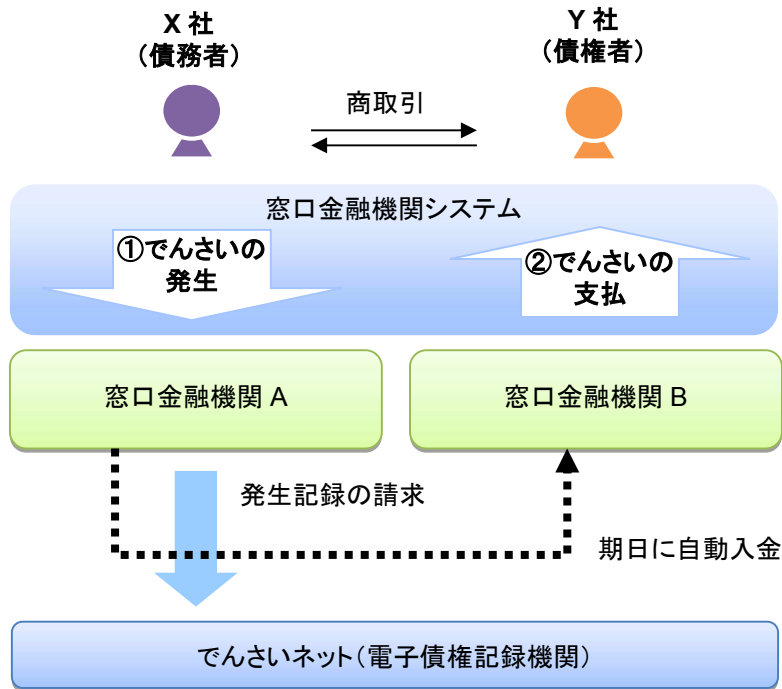 X 社
（債務者）
Y 社
（債権者）
商取引
窓口金融機関システム
①でんさいの
発生
②でんさいの
支払
窓口金融機関 A
窓口金融機関 B
発生記録の請求
期日に自動入金
でんさいネット（電子債権記録機関）